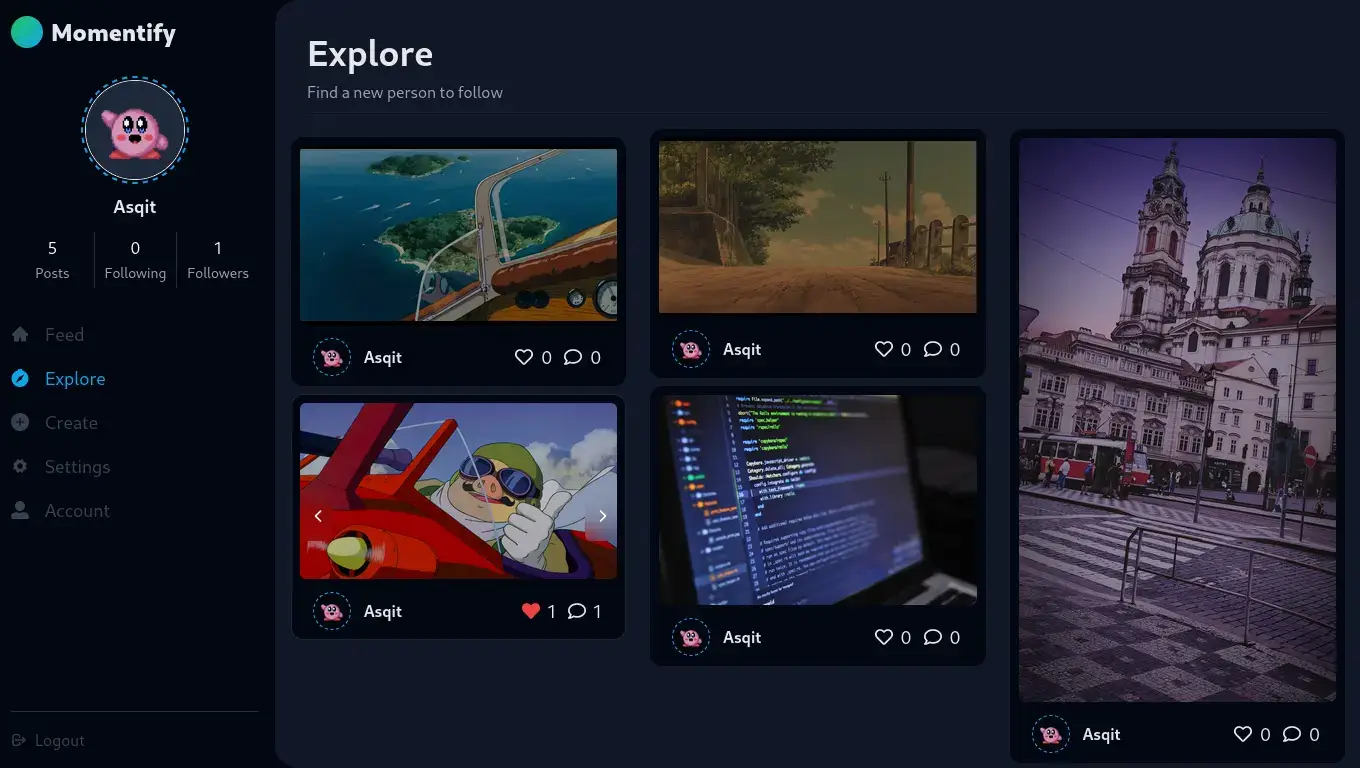 Momentify
Asqit
5
Posts
0
Following
1
Followers
Feed
Explore
Create
Settings
Account
Logout
Explore
Find a new person to follow
Asqit
0
0
Asqit
1
1
Asqit
0
0
Asqit
0
0
Asqit
0
0